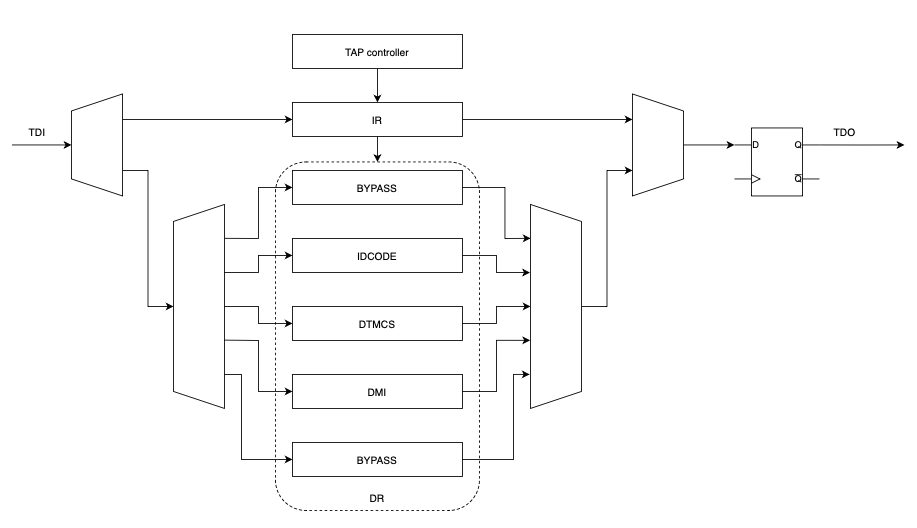 TAP controller
TDI
IR
TDO
D
Q
Q̅
BYPASS
IDCODE
DTMCS
DMI
BYPASS
DR